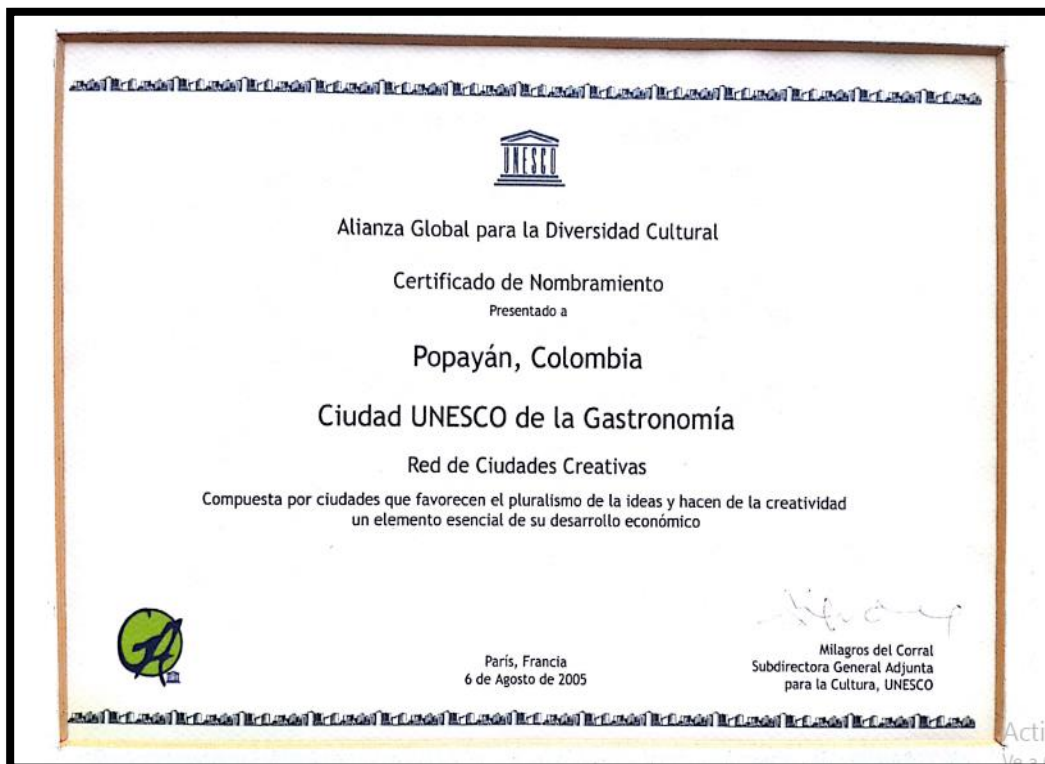 UNESCO
Alianza Global para la Diversidad Cultural
Certificado de Nombramiento
Presentado a
Popayán, Colombia
Ciudad UNESCO de la Gastronomía
Red de Ciudades Creativas
Compuesta por ciudades que favorecen el pluralismo de la ideas y hacen de la creatividad
un elemento esencial de su desarrollo económico
París, Francia
6 de Agosto de 2005
Milagros del Corral
Subdirectora General Adjunta
para la Cultura, UNESCO